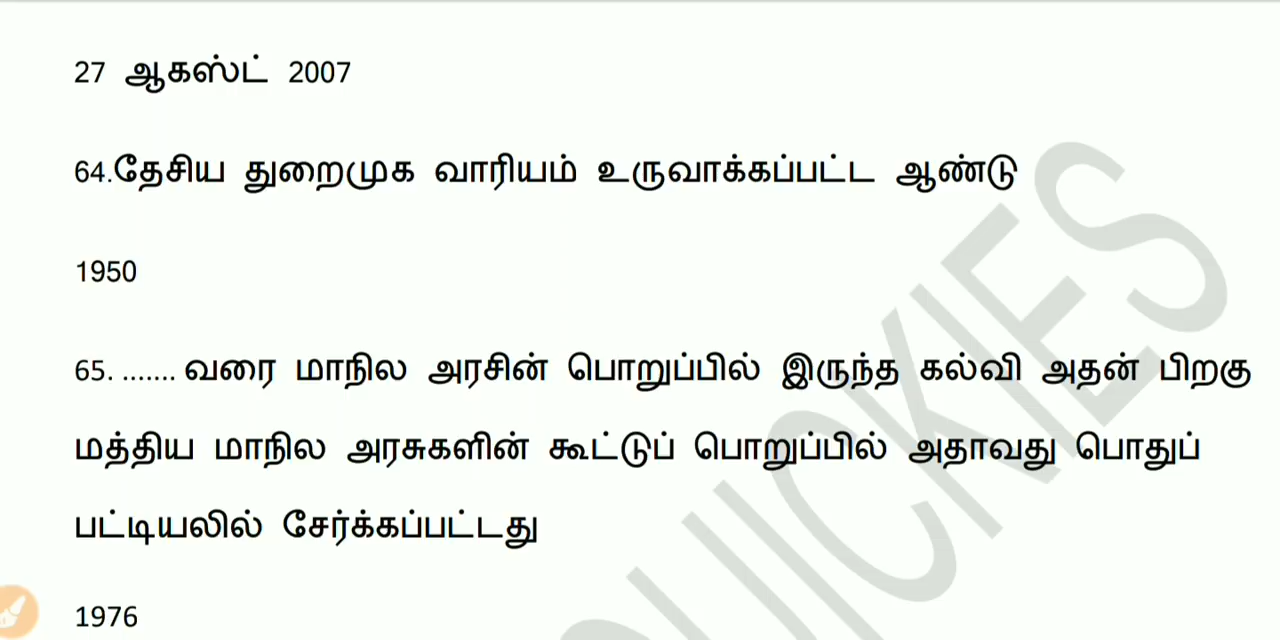 27 ஆகஸ்ட் 2007
64.தேசிய துறைமுக வாரியம் உருவாக்கப்பட்ட ஆண்டு
1950
65. ....... வரை மாநில அரசின் பொறுப்பில் இருந்த கல்வி அதன் பிறகு
மத்திய மாநில அரசுகளின் கூட்டுப் பொறுப்பில் அதாவது பொதுப்
பட்டியலில் சேர்க்கப்பட்டது
1976